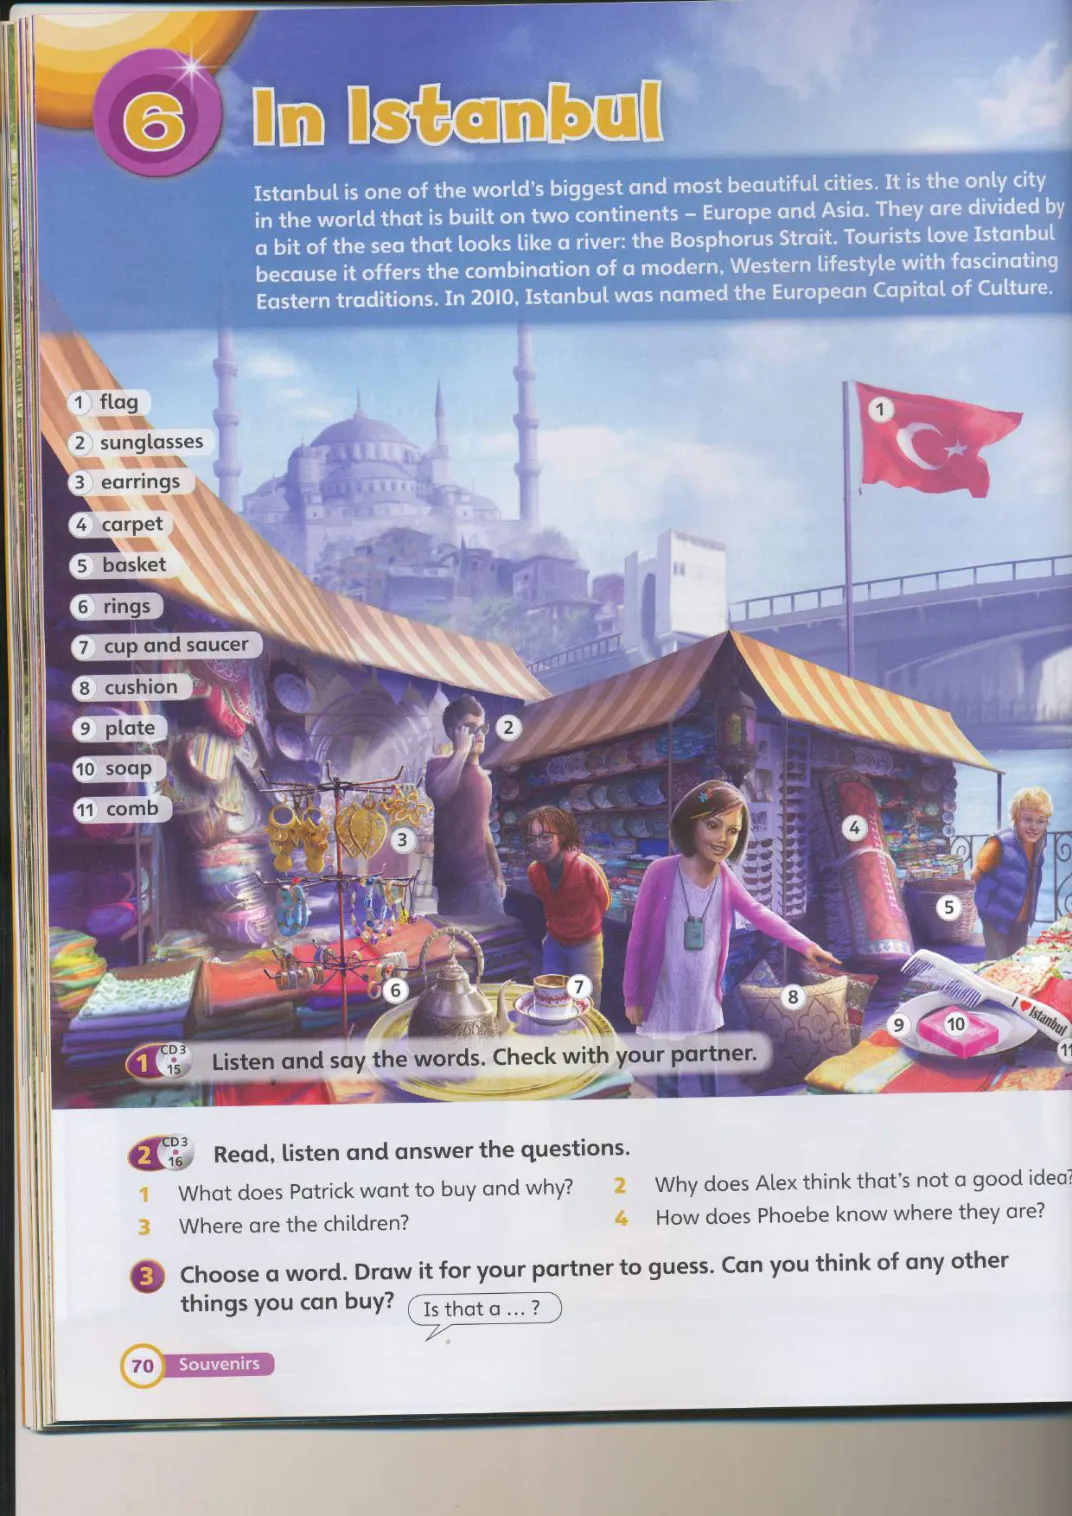 6 In Istanbul
Istanbul is one of the world's biggest and most beautiful cities. It is the only city
in the world that is built on two continents – Europe and Asia. They are divided by
a bit of the sea that looks like a river: the Bosphorus Strait. Tourists love Istanbul
because it offers the combination of a modern, Western lifestyle with fascinating
Eastern traditions. In 2010, Istanbul was named the European Capital of Culture.
1 flag
2 sunglasses
3 earrings
4 carpet
5 basket
6 rings
7 cup and saucer
8 cushion
9 plate
10 soap
11 comb
1
2
3
4
5
6
7
8
9
10
I ♥ Istanbul
11
1 CD3 15 Listen and say the words. Check with your partner.
2 CD3 16 Read, listen and answer the questions.
1 What does Patrick want to buy and why?
2 Why does Alex think that's not a good idea?
3 Where are the children?
4 How does Phoebe know where they are?
3 Choose a word. Draw it for your partner to guess. Can you think of any other
things you can buy?
Is that a ... ?
70 Souvenirs